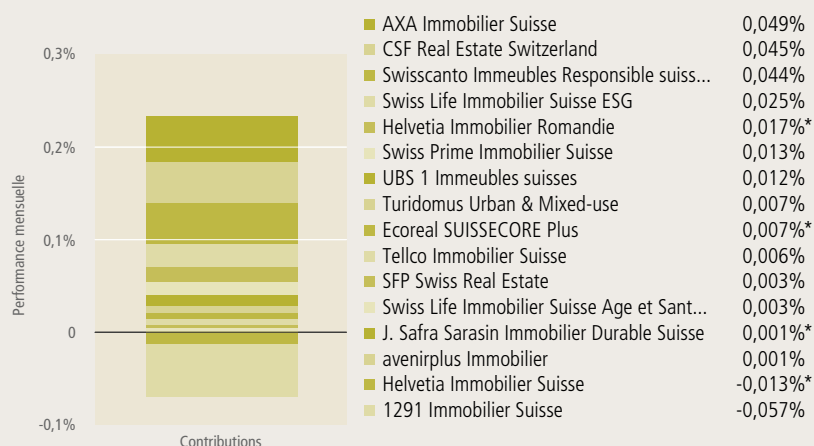 Performance mensuelle
0,3%
0,2%
0,1%
0
-0,1%
Contributions
AXA Immobilier Suisse 0,049%
CSF Real Estate Switzerland 0,045%
Swisscanto Immeubles Responsible suiss... 0,044%
Swiss Life Immobilier Suisse ESG 0,025%
Helvetia Immobilier Romandie 0,017%*
Swiss Prime Immobilier Suisse 0,013%
UBS 1 Immeubles suisses 0,012%
Turidomus Urban & Mixed-use 0,007%
Ecoreal SUISSECORE Plus 0,007%*
Tellco Immobilier Suisse 0,006%
SFP Swiss Real Estate 0,003%
Swiss Life Immobilier Suisse Age et Sant... 0,003%
J. Safra Sarasin Immobilier Durable Suisse 0,001%*
avenirplus Immobilier 0,001%
Helvetia Immobilier Suisse -0,013%*
1291 Immobilier Suisse -0,057%